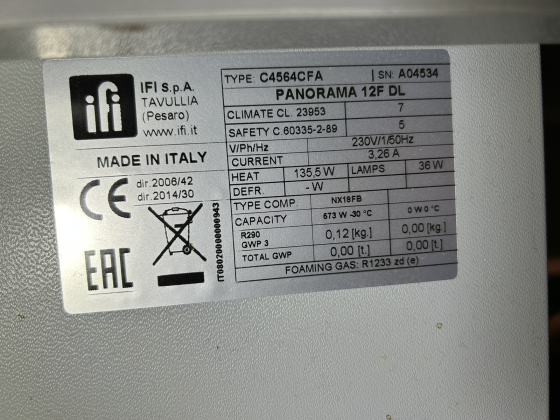 ifi
IFI S.p.A.
TAVULLIA
(Pesaro)
www.ifi.it
MADE IN ITALY
CE
dir.2006/42
dir.2014/30
EAC
IT08020000000943
TYPE: C4564CFA SN: A04534
PANORAMA 12F DL
CLIMATE CL. 23953 7
SAFETY C.60335-2-89 5
V/Ph/Hz 230V/1/50Hz
CURRENT 3,26 A
HEAT 135,5 W LAMPS 36 W
DEFR. - W
TYPE COMP. NX18FB
CAPACITY 673 W -30 °C 0 W 0 °C
R290 0,12 [kg.] 0,00 [kg.]
GWP 3
TOTAL GWP 0,00 [t.] 0,00 [t.]
FOAMING GAS: R1233 zd (e)